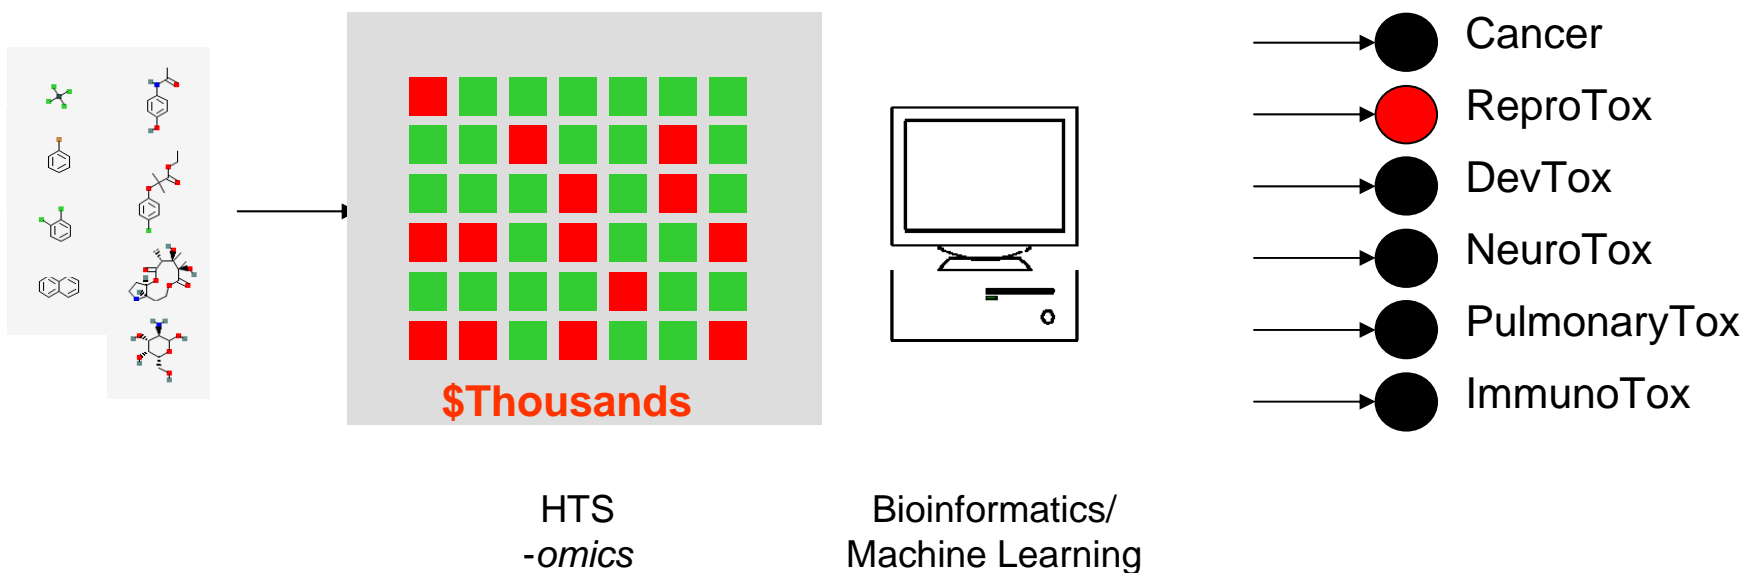 Cancer
ReproTox
DevTox
NeuroTox
PulmonaryTox
ImmunoTox
$Thousands
HTS
-omics
Bioinformatics/
Machine Learning